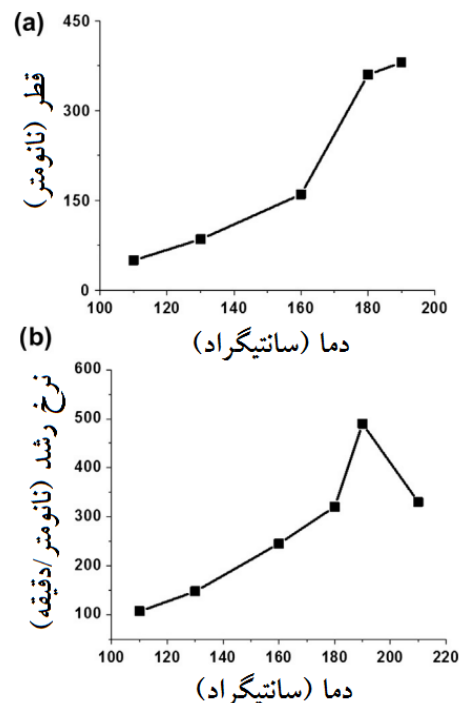 (a)
450
300
150
0
قطر (نانومتر)
100 120 140 160 180 200
دما (سانتیگراد)
(b)
600
500
400
300
200
100
نرخ رشد (نانومتر/دقیقه)
100 120 140 160 180 200 220
دما (سانتیگراد)